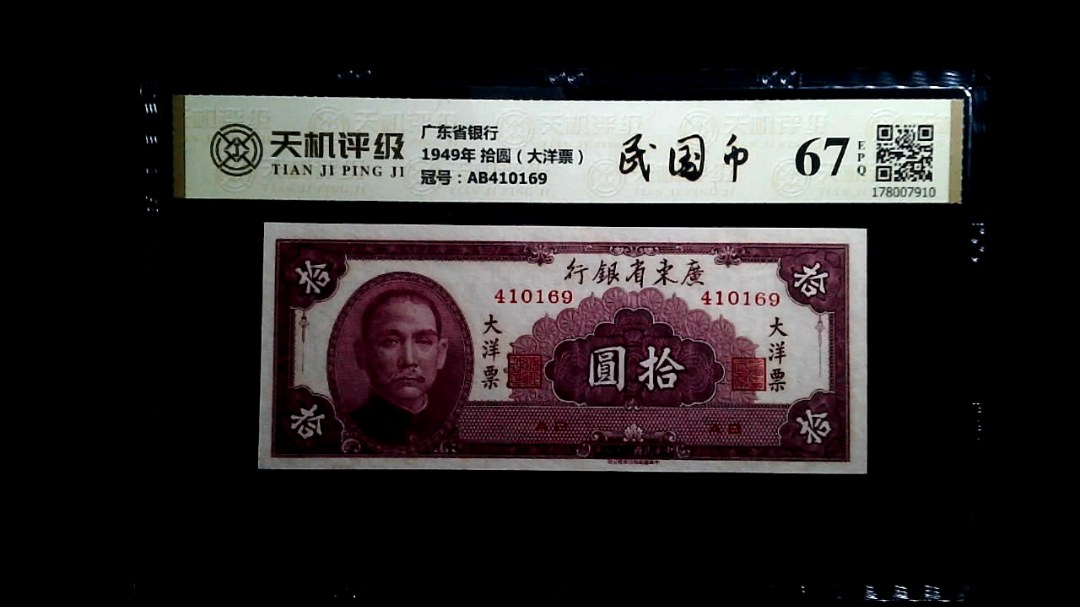 天机评级
TIAN JI PING JI
广东省银行
1949年 拾圆（大洋票）
冠号：AB410169
民国币
67
EPQ
178007910
行銀省東廣
410169
410169
拾
拾
大洋票
圓拾
大洋票
AB
AB
拾
拾